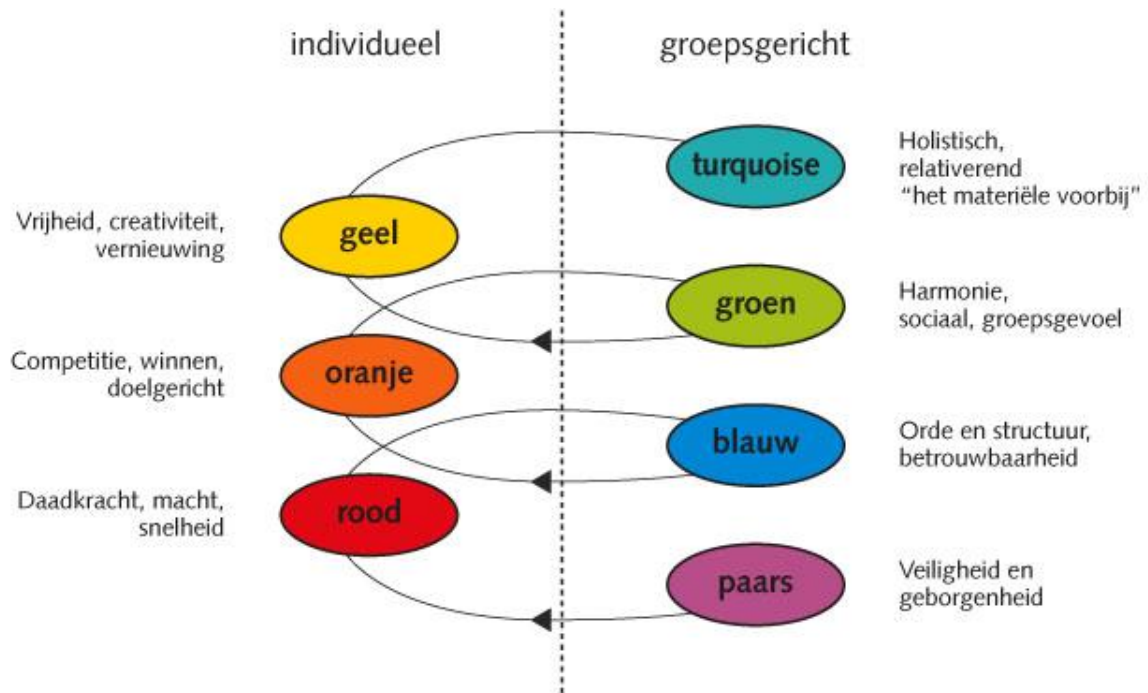 individueel
groepsgericht
turquoise
Holistisch,
relativerend
“het materiële voorbij”
Vrijheid, creativiteit,
vernieuwing
geel
groen
Harmonie,
sociaal, groepsgevoel
Competitie, winnen,
doelgericht
oranje
blauw
Orde en structuur,
betrouwbaarheid
Daadkracht, macht,
snelheid
rood
paars
Veiligheid en
geborgenheid